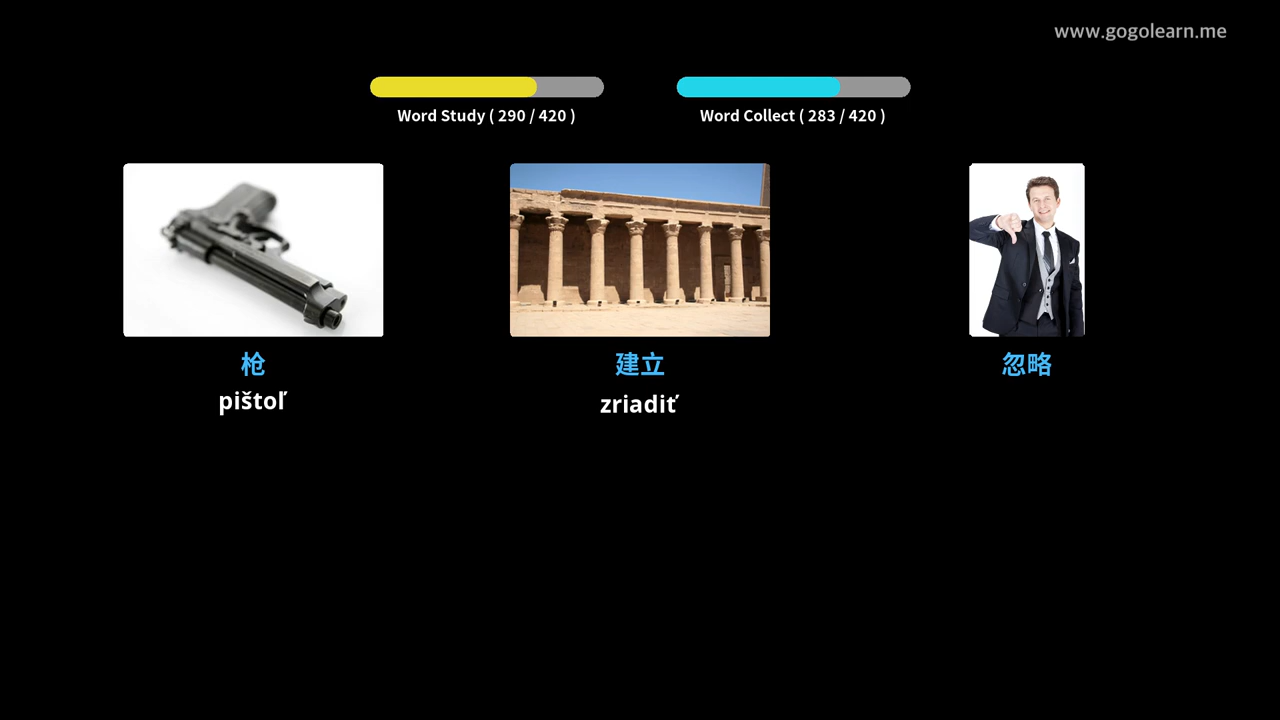 www.gogolearn.me
Word Study ( 290 / 420 )
Word Collect ( 283 / 420 )
枪
建立
忽略
pištoľ
zriadiť